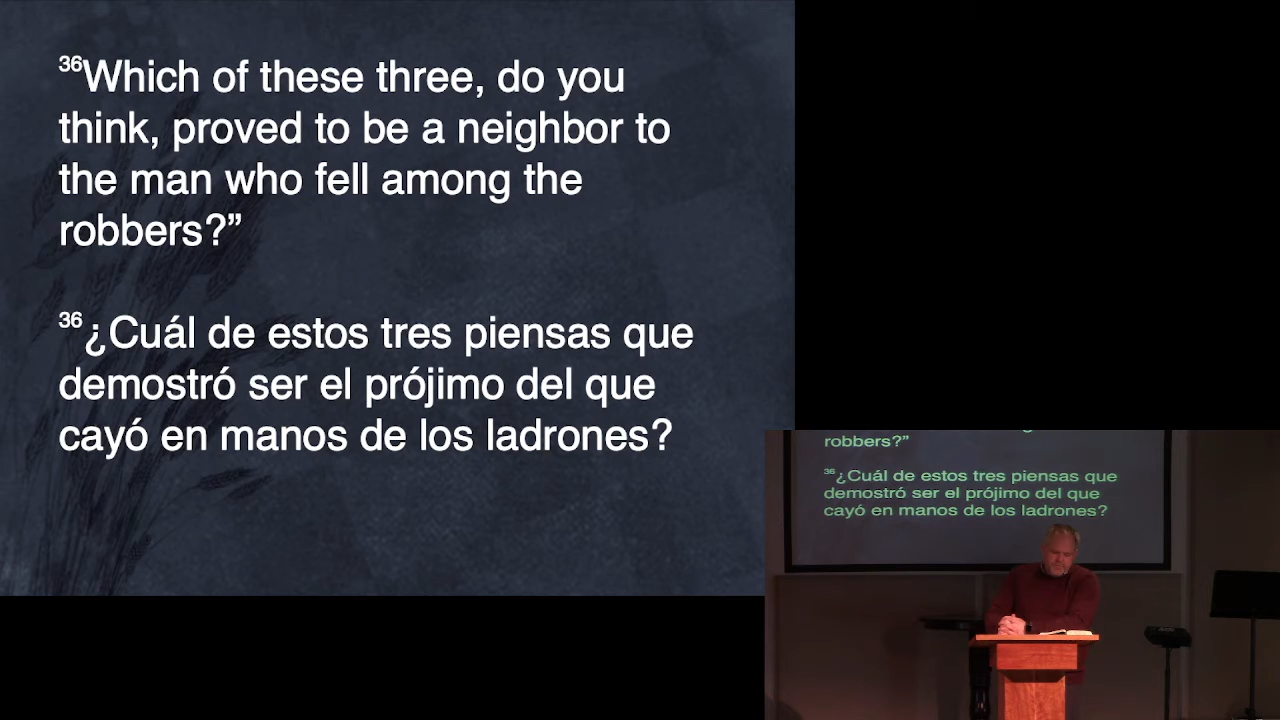 36Which of these three, do you
think, proved to be a neighbor to
the man who fell among the
robbers?”
36¿Cuál de estos tres piensas que
demostró ser el prójimo del que
cayó en manos de los ladrones?
robbers?”
36¿Cuál de estos tres piensas que
demostró ser el prójimo del que
cayó en manos de los ladrones?